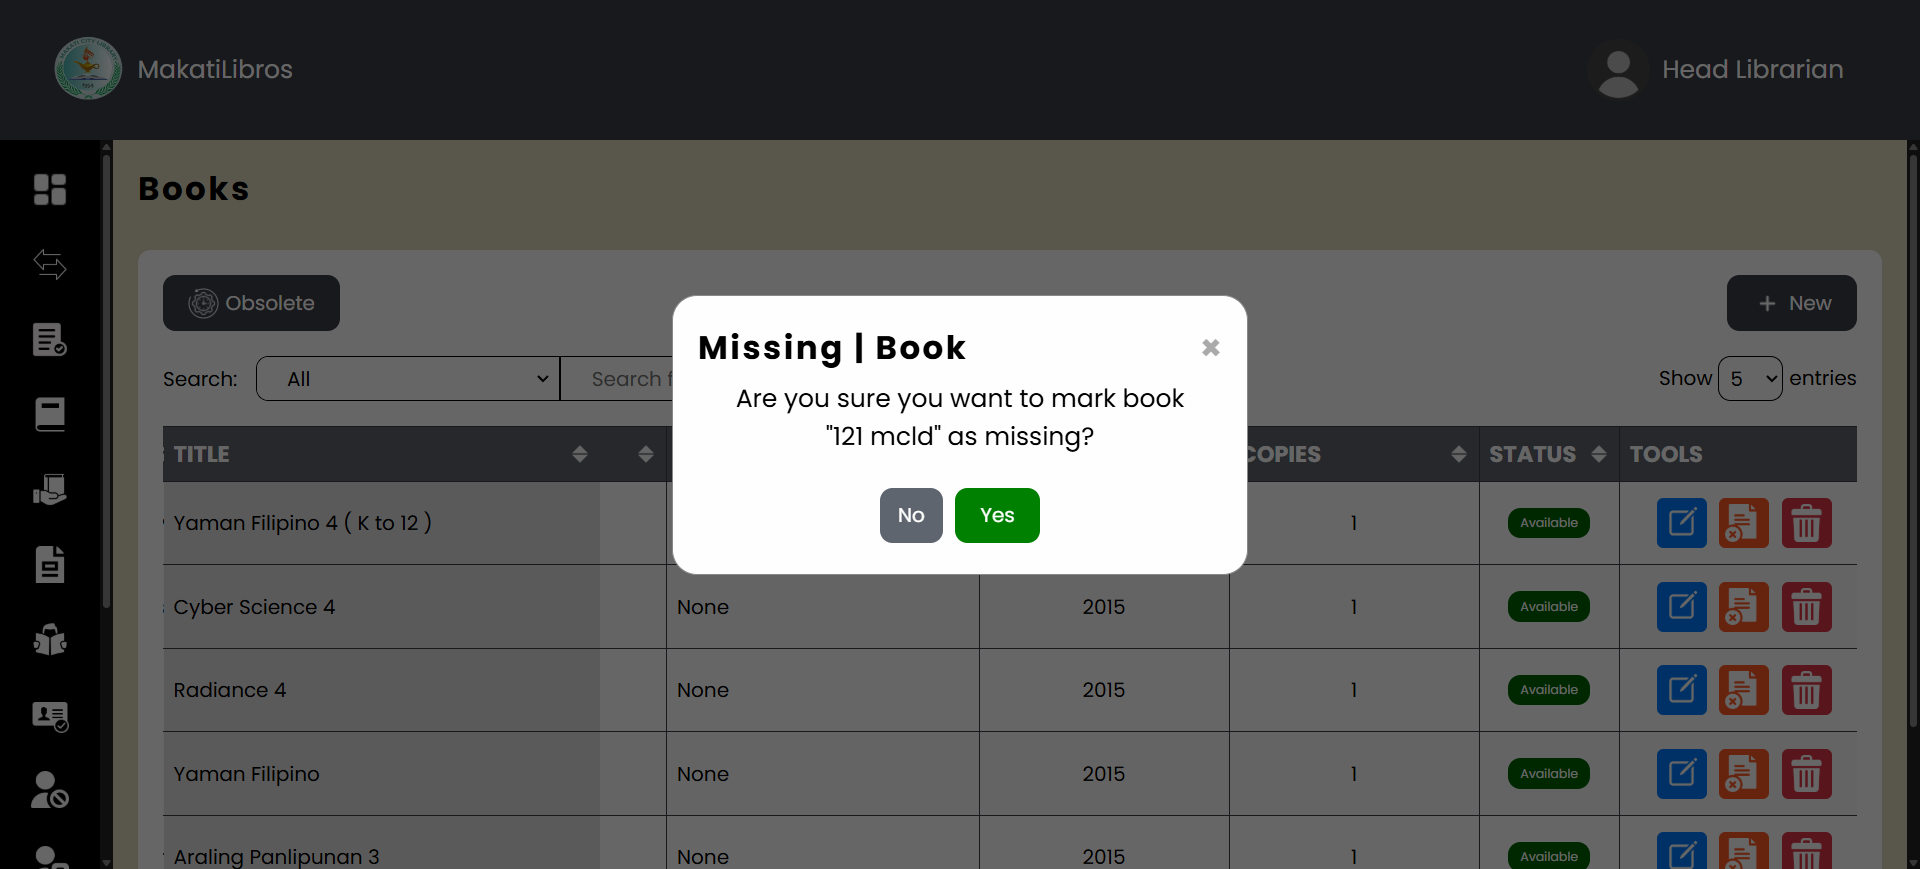 MakatiLibros
Head Librarian
Books
Obsolete
New
Search:
All
Search f
Show 5 entries
Missing | Book
Are you sure you want to mark book
"121 mcld" as missing?
No
Yes
TITLE
COPIES
STATUS
TOOLS
Yaman Filipino 4 ( K to 12 )
1
Available
Cyber Science 4
None
2015
1
Available
Radiance 4
None
2015
1
Available
Yaman Filipino
None
2015
1
Available
Araling Panlipunan 3
None
2015
1
Available